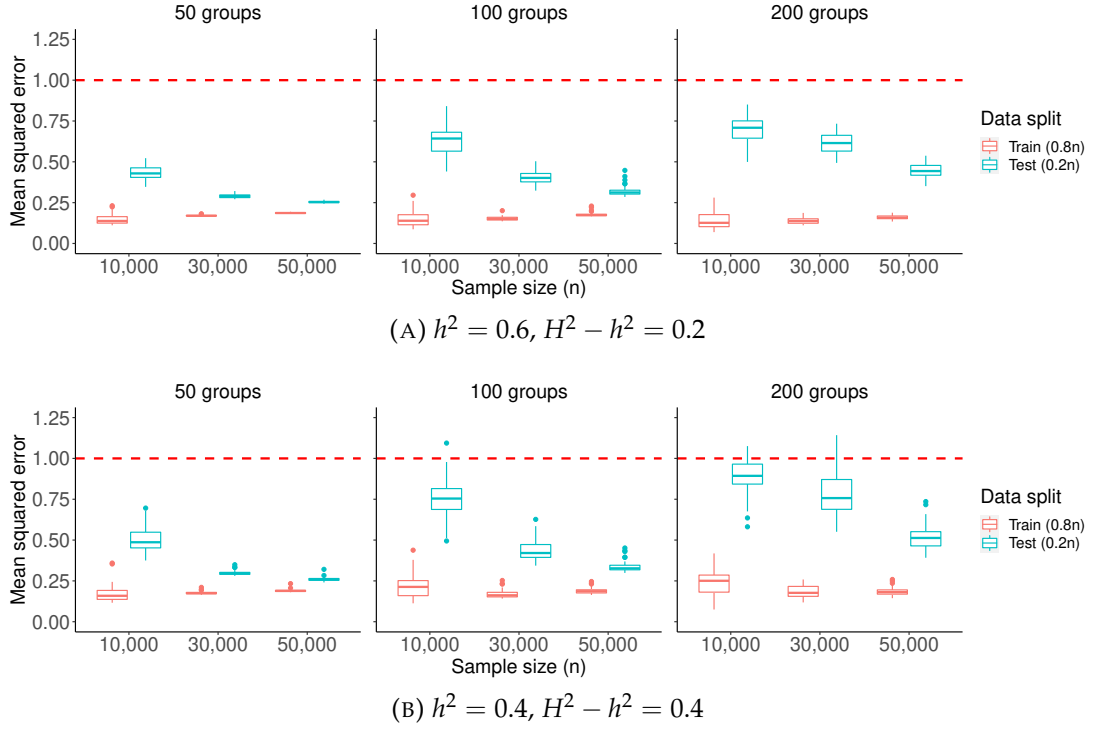 50 groups 100 groups 200 groups
1.25
1.00
0.75
0.50
0.25
0.00
Mean squared error
10,000 30,000 50,000 10,000 30,000 50,000 10,000 30,000 50,000
Sample size (n)
Data split
Train (0.8n)
Test (0.2n)
(A) h² = 0.6, H² − h² = 0.2
50 groups 100 groups 200 groups
1.25
1.00
0.75
0.50
0.25
0.00
Mean squared error
10,000 30,000 50,000 10,000 30,000 50,000 10,000 30,000 50,000
Sample size (n)
Data split
Train (0.8n)
Test (0.2n)
(B) h² = 0.4, H² − h² = 0.4